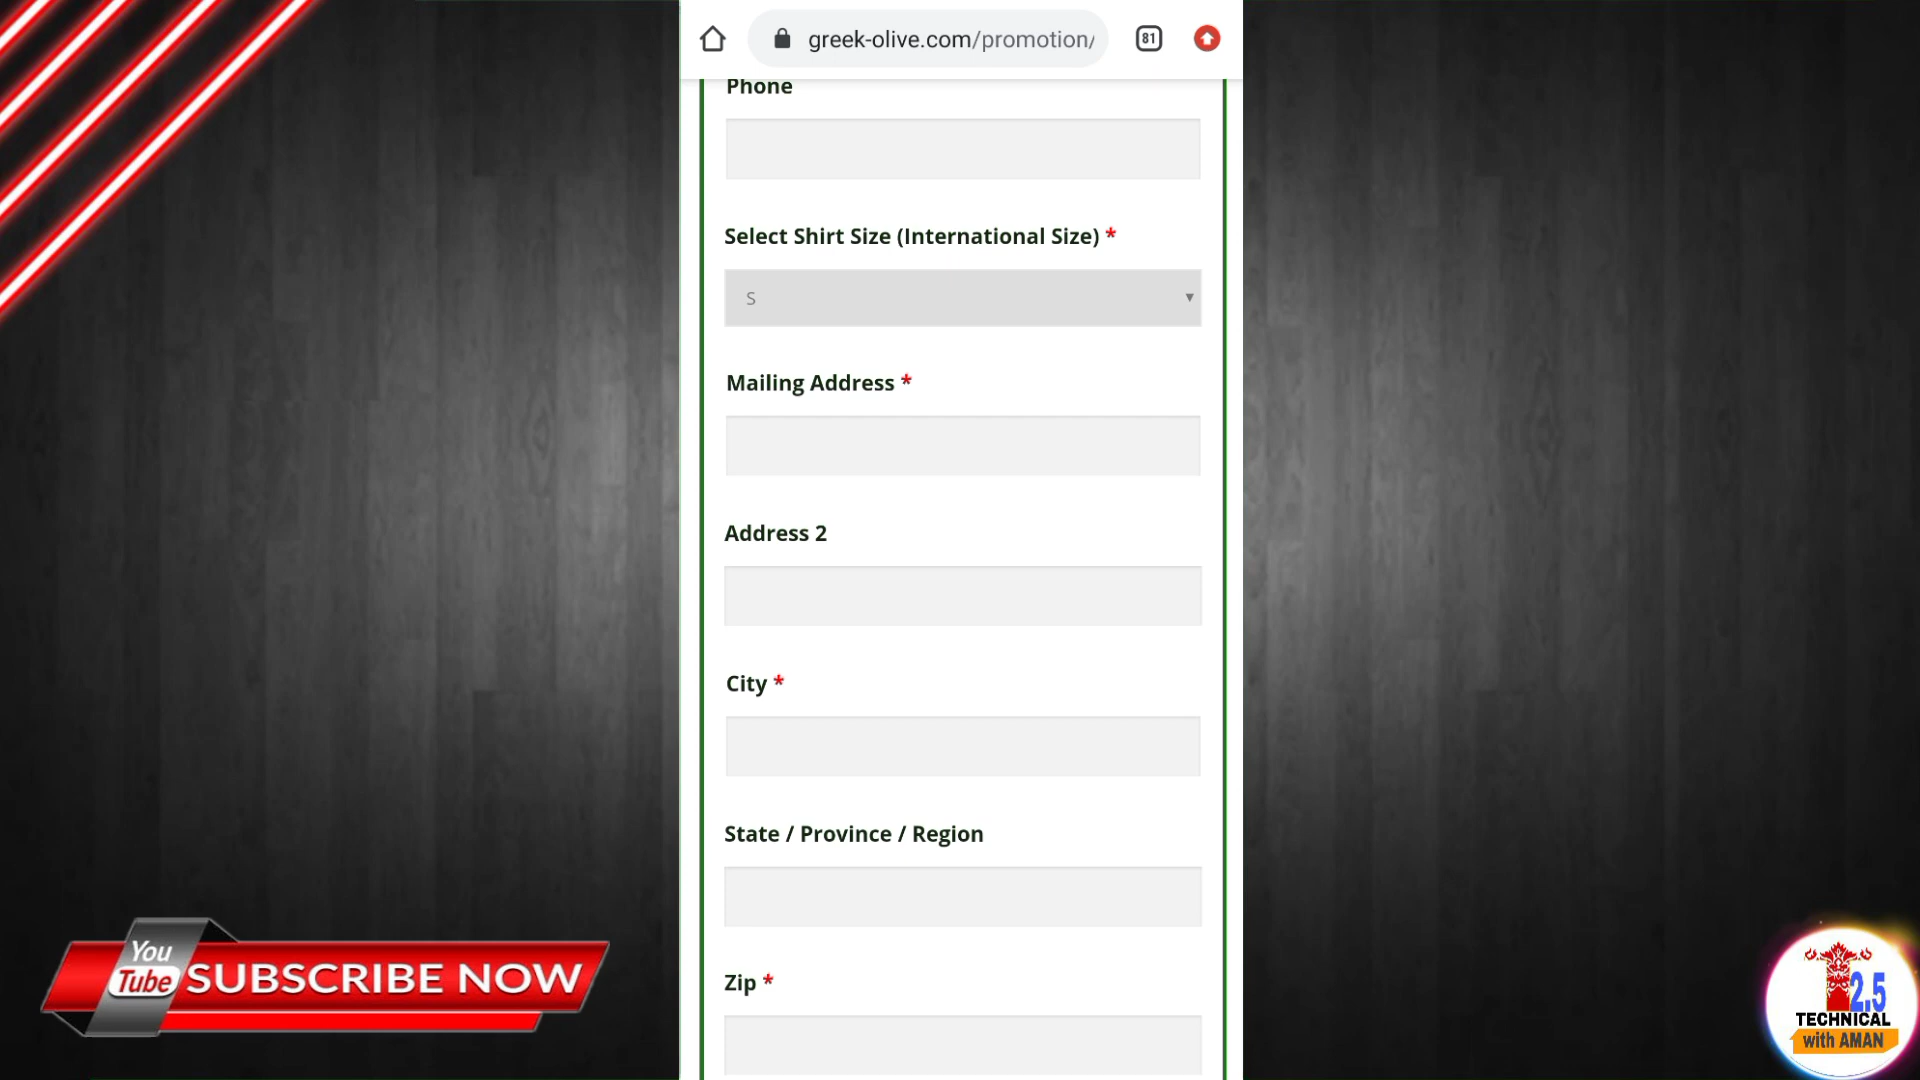 greek-olive.com/promotion/
81
Phone
Select Shirt Size (International Size) *
S
Mailing Address *
Address 2
City *
State / Province / Region
Zip *
You
Tube
SUBSCRIBE NOW
2.5
TECHNICAL
with AMAN